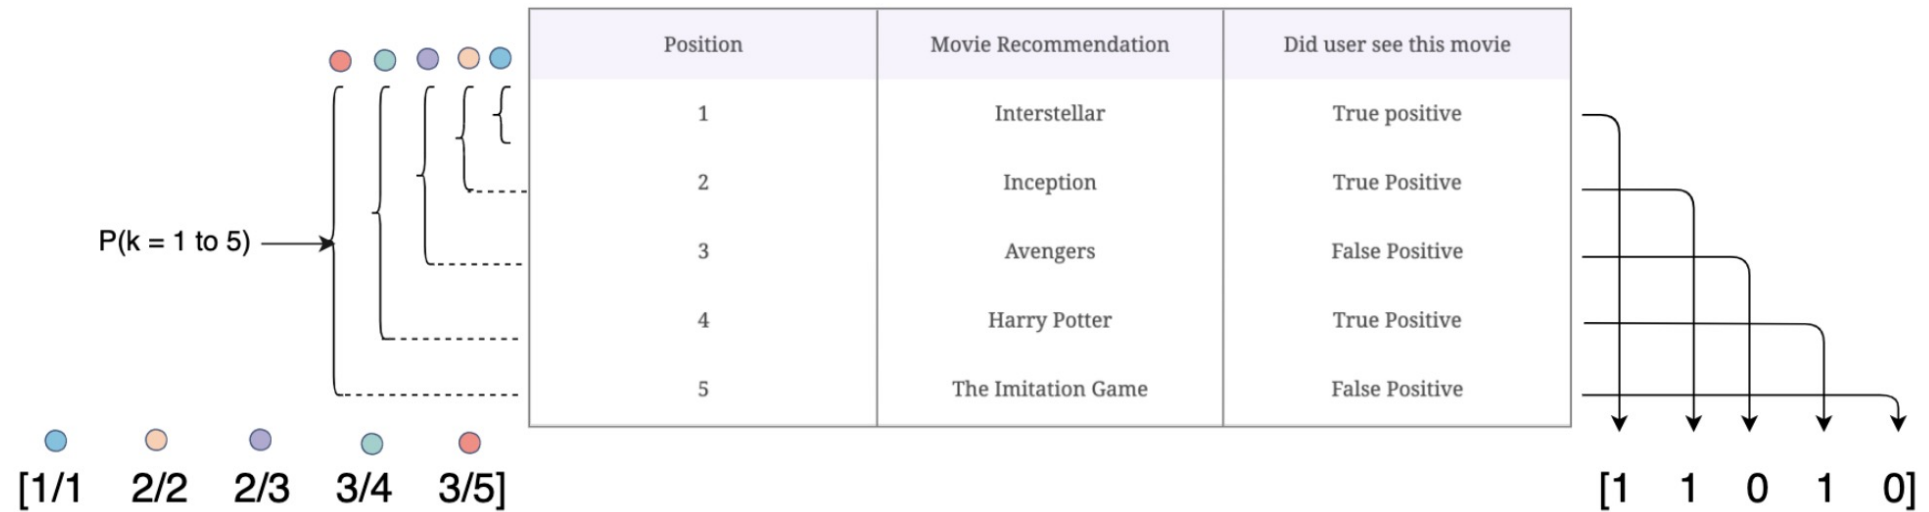 Position Movie Recommendation Did user see this movie
1 Interstellar True positive
2 Inception True Positive
P(k = 1 to 5)
3 Avengers False Positive
4 Harry Potter True Positive
5 The Imitation Game False Positive
[1/1 2/2 2/3 3/4 3/5]
[1 1 0 1 0]